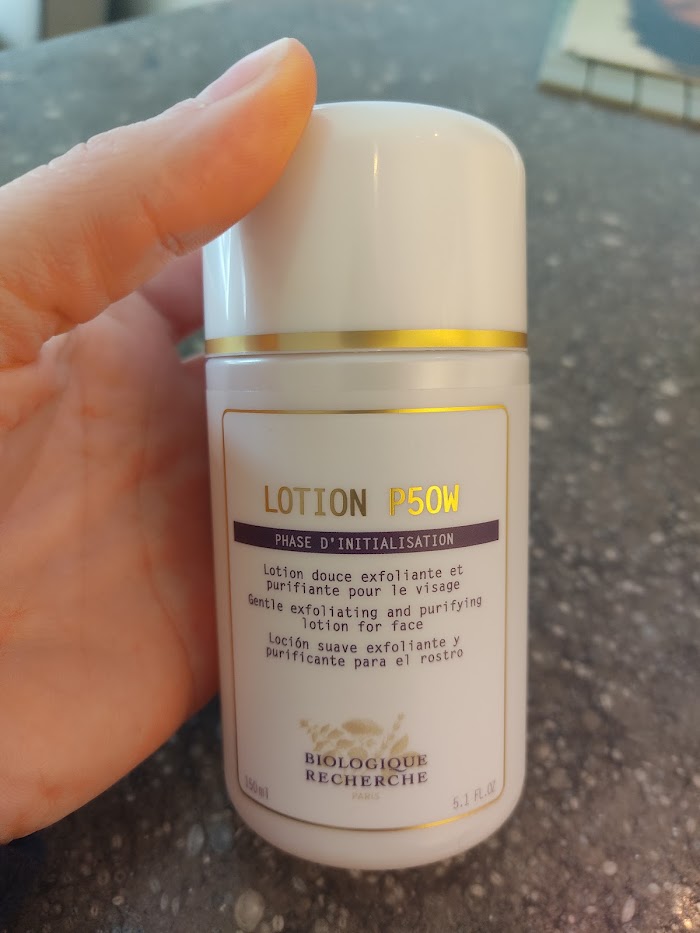 LOTION P50W
PHASE D'INITIALISATION
Lotion douce exfoliante et
purifiante pour le visage
Gentle exfoliating and purifying
lotion for face
Loción suave exfoliante y
purificante para el rostro
BIOLOGIQUE
RECHERCHE
PARIS
150ml
5.1 FL.OZ